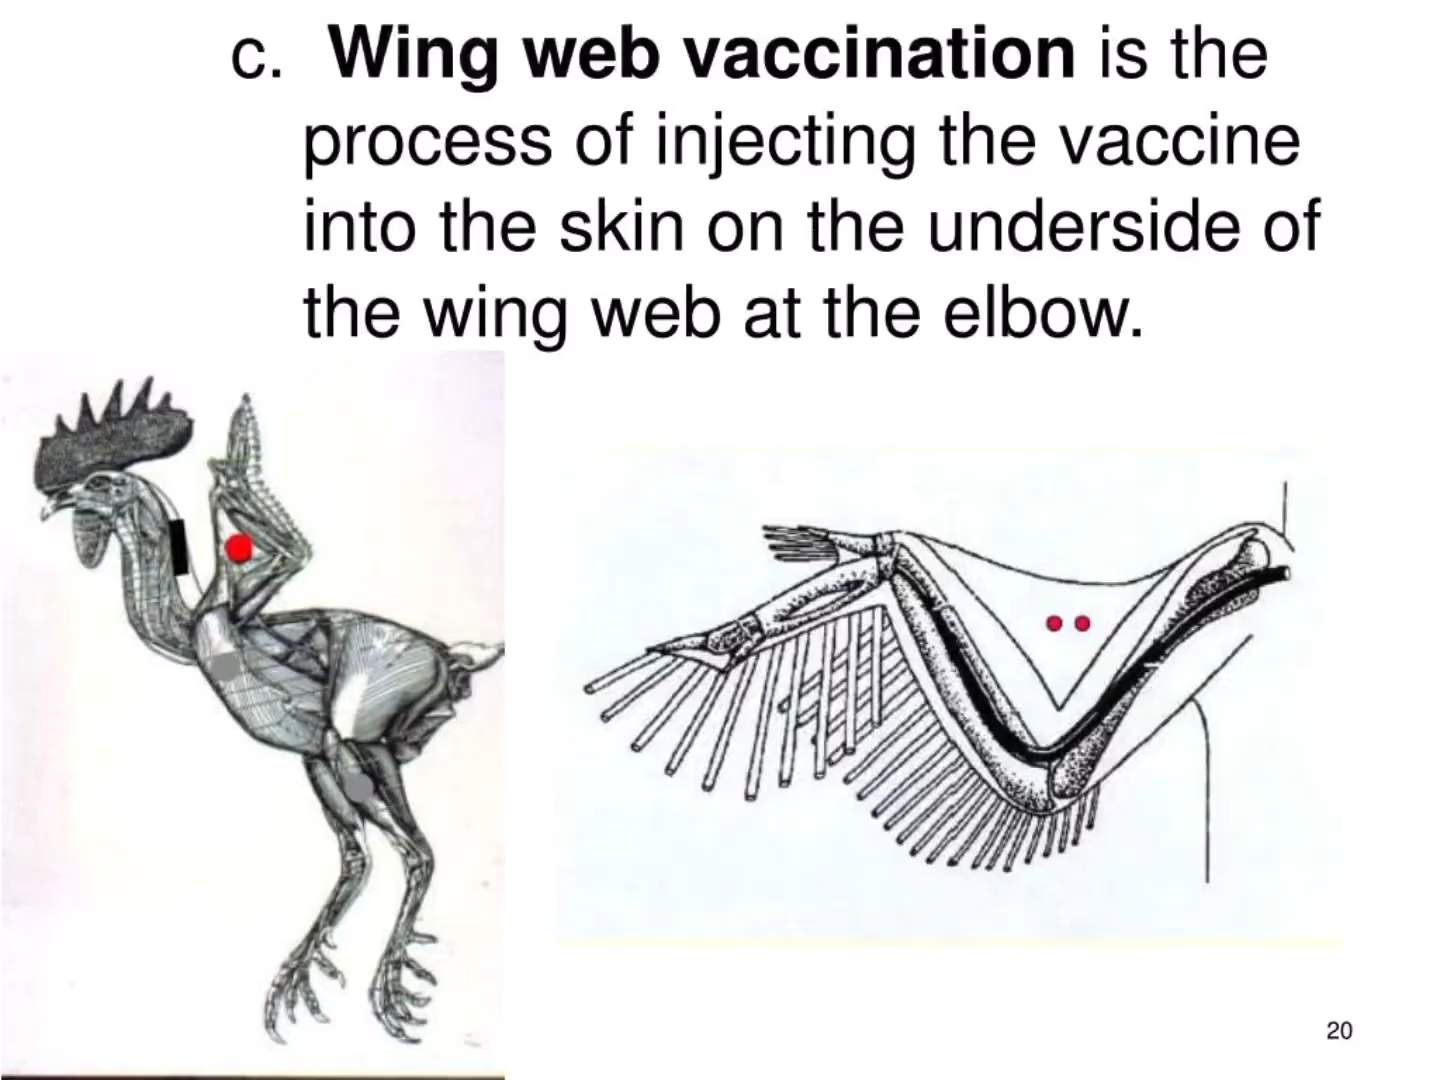 c. Wing web vaccination is the
process of injecting the vaccine
into the skin on the underside of
the wing web at the elbow.
20